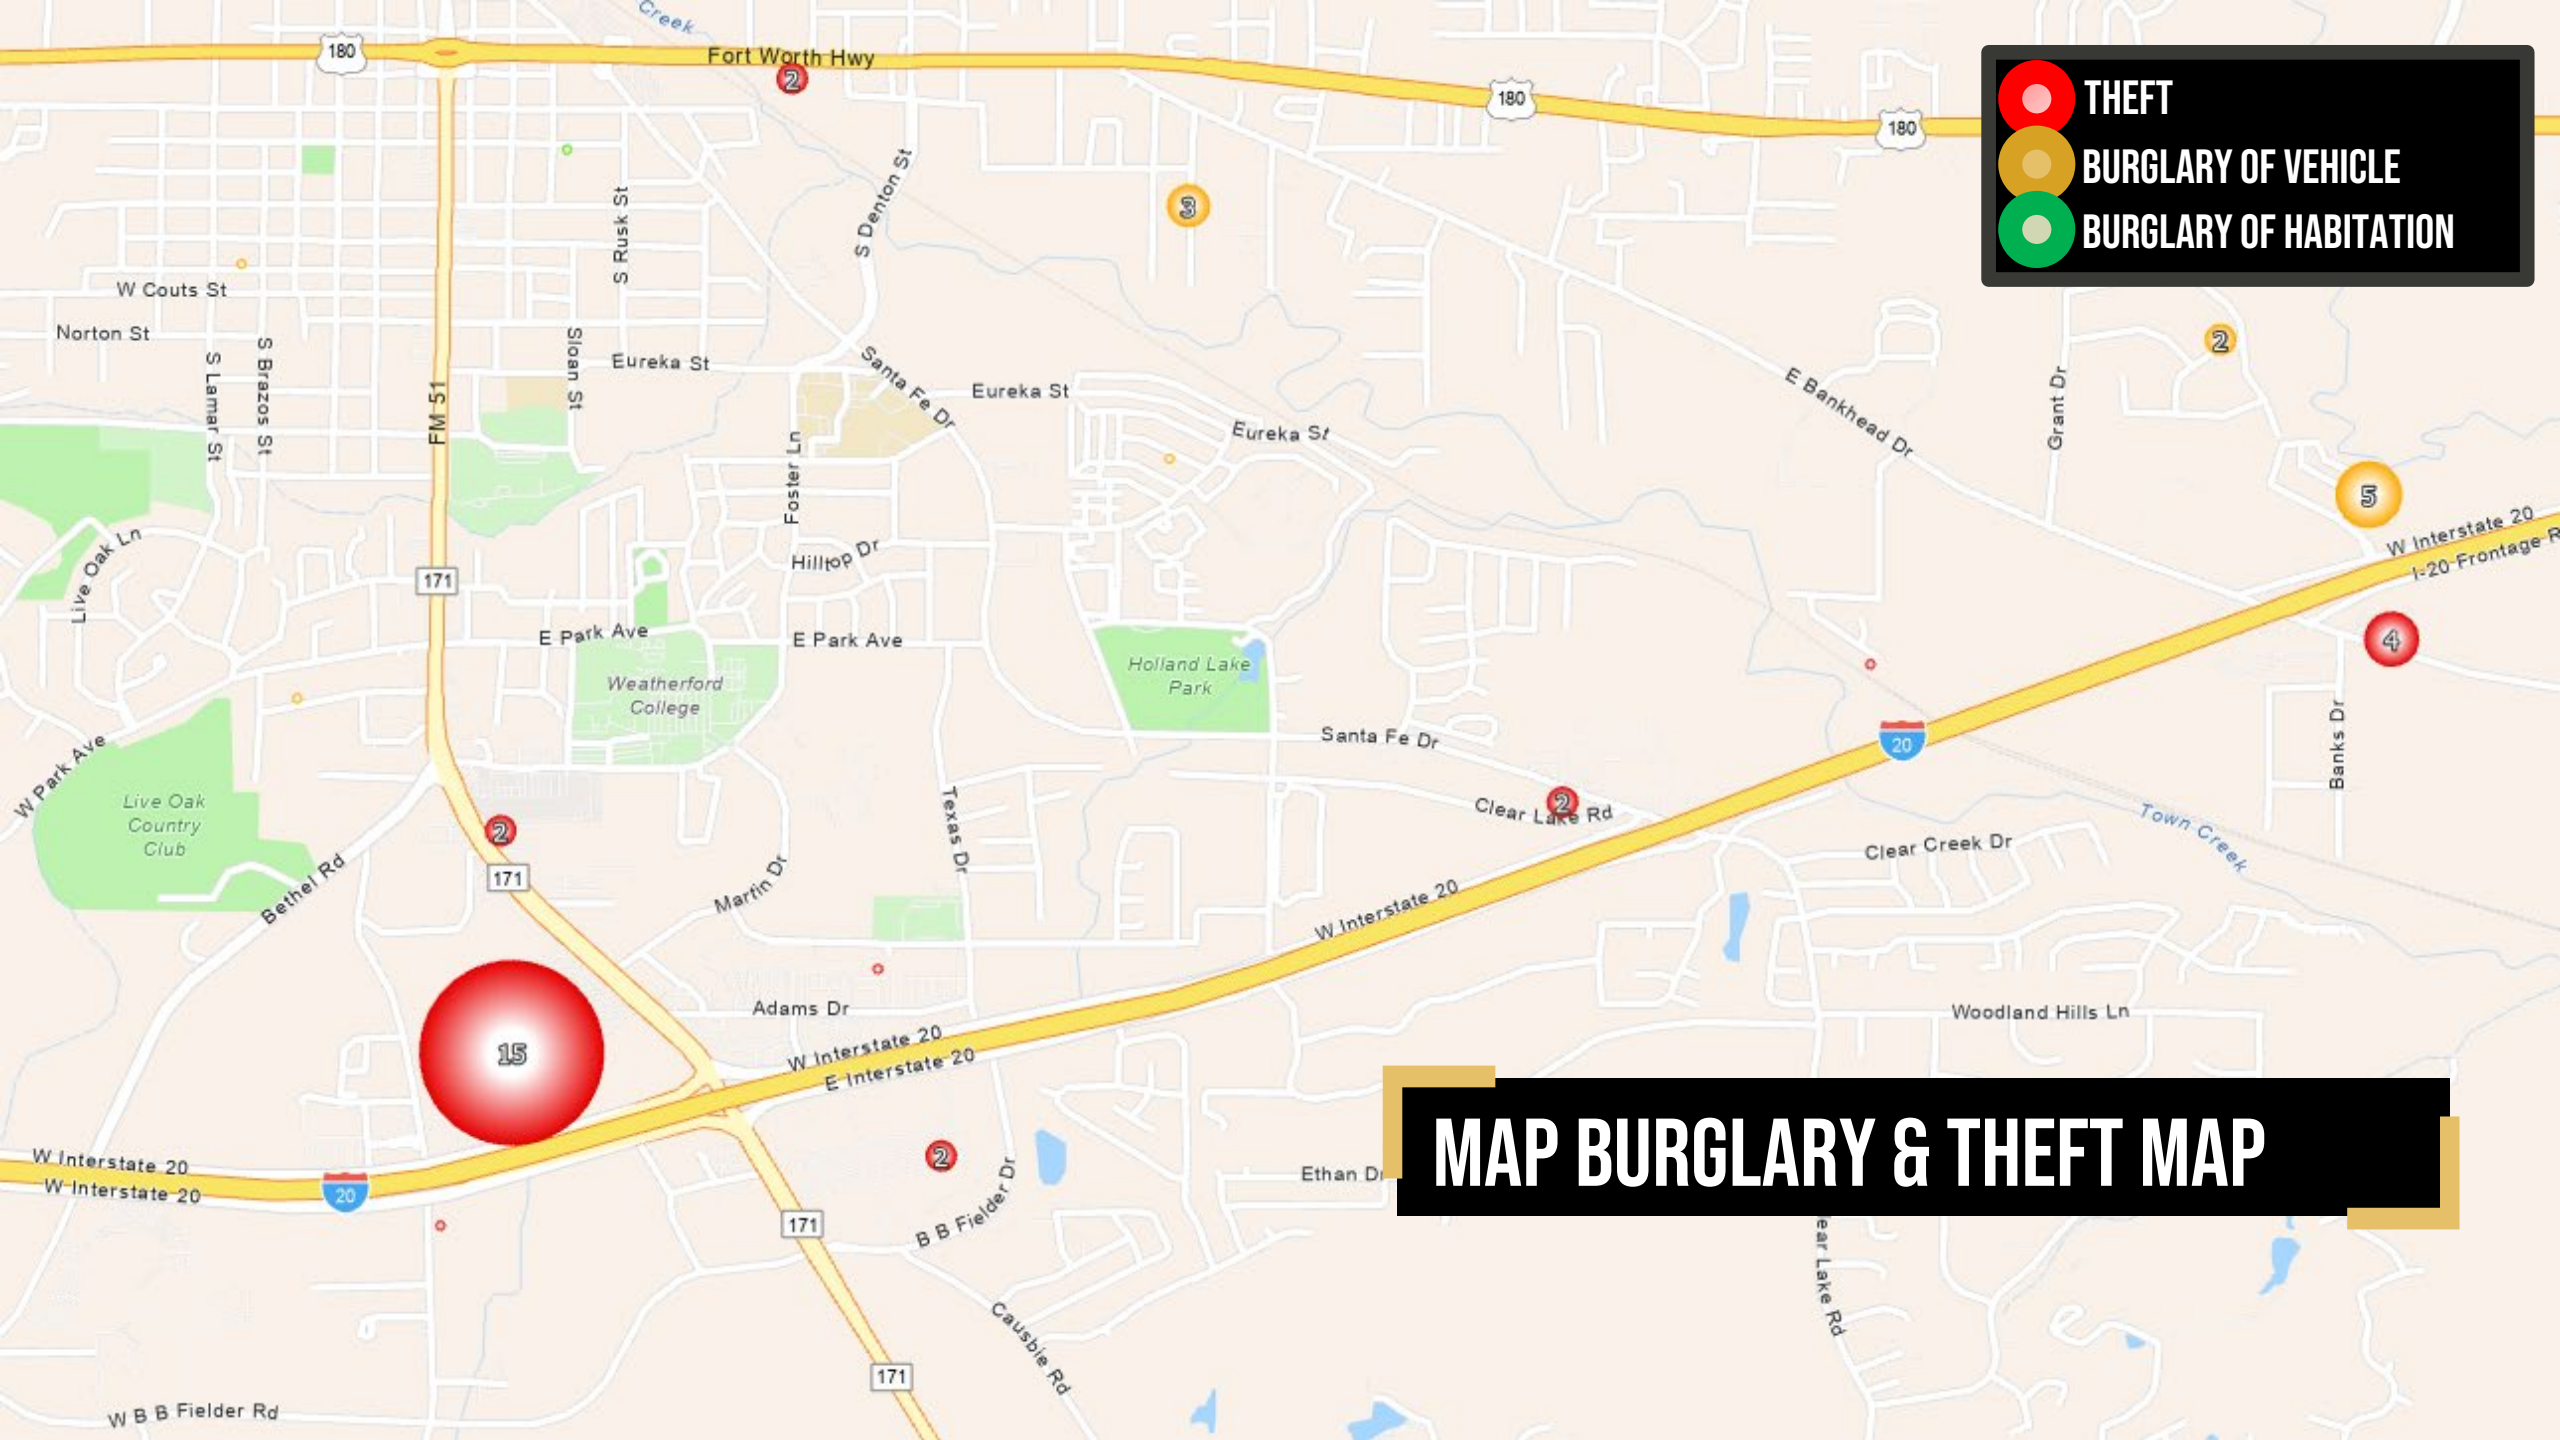 Creek
180
Fort Worth Hwy
2
180
180
THEFT
BURGLARY OF VEHICLE
BURGLARY OF HABITATION
S Denton St
S Rusk St
3
W Couts St
Norton St
S Lamar St
S Brazos St
Sloan St
Eureka St
Santa Fe Dr
Eureka St
Eureka St
E Bankhead Dr
Grant Dr
2
FM 51
Foster Ln
5
W Interstate 20
I-20 Frontage R
Live Oak Ln
171
Hilltop Dr
E Park Ave
E Park Ave
Holland Lake
Park
4
Weatherford
College
W Park Ave
Santa Fe Dr
20
Banks Dr
Live Oak
Country
Club
2
Texas Dr
2
Clear Lake Rd
Clear Creek Dr
Town Creek
Bethel Rd
171
Martin Dr
W Interstate 20
15
Adams Dr
Woodland Hills Ln
W Interstate 20
E Interstate 20
W Interstate 20
W Interstate 20
20
2
B B Fielder Dr
Ethan Dr
MAP BURGLARY & THEFT MAP
171
ear Lake Rd
Causbie Rd
171
W B B Fielder Rd